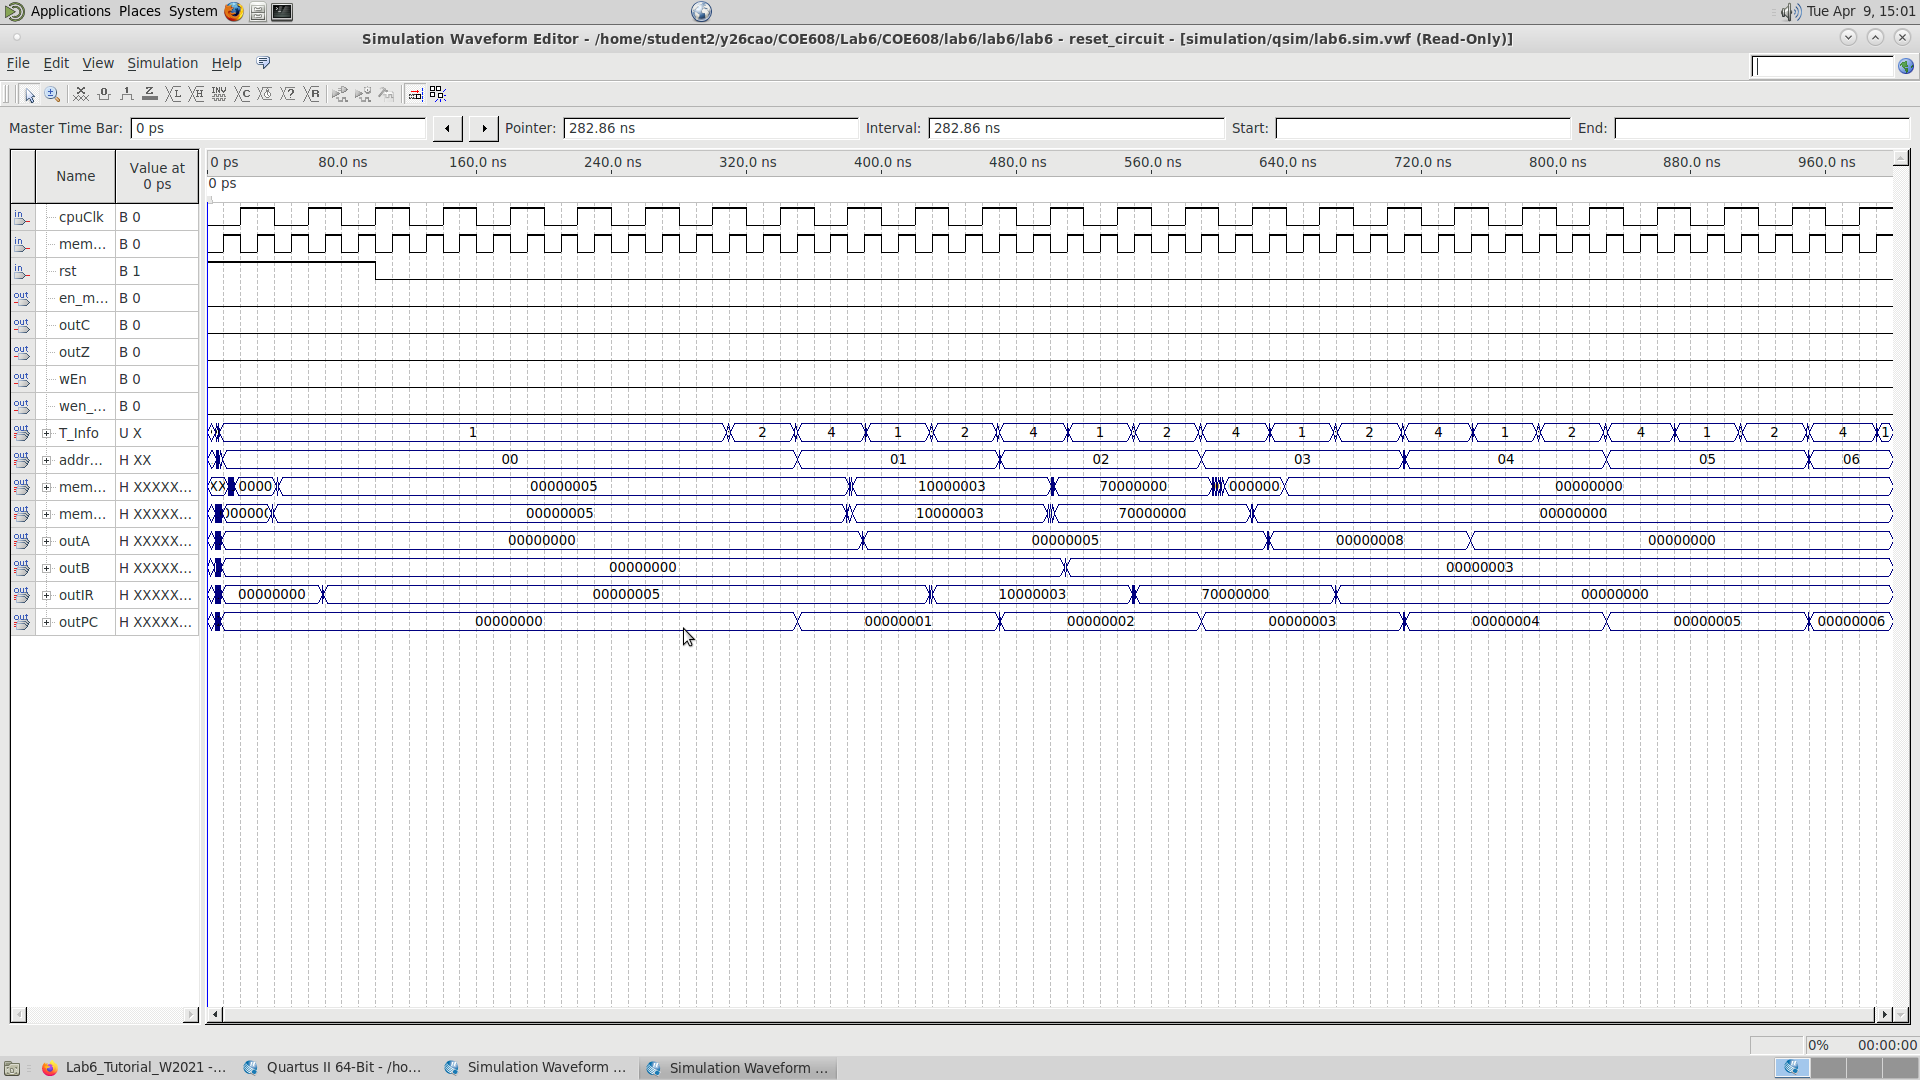 Applications Places System Tue Apr 9, 15:01
Simulation Waveform Editor - /home/student2/y26cao/COE608/Lab6/COE608/lab6/lab6/lab6 - reset_circuit - [simulation/qsim/lab6.sim.vwf (Read-Only)]
File Edit View Simulation Help
Master Time Bar: 0 ps Pointer: 282.86 ns Interval: 282.86 ns Start: End:
Name Value at 0 ps 0 ps 80.0 ns 160.0 ns 240.0 ns 320.0 ns 400.0 ns 480.0 ns 560.0 ns 640.0 ns 720.0 ns 800.0 ns 880.0 ns 960.0 ns
0 ps
cpuClk B 0
mem... B 0
rst B 1
en_m... B 0
outC B 0
outZ B 0
wEn B 0
wen_... B 0
T_Info U X 1 2 4 1 2 4 1 2 4 1 2 4 1 2 4 1 2 4 1
addr... H XX 00 01 02 03 04 05 06
mem... H XXXXX... XX 0000 00000005 10000003 70000000 000000 00000000
mem... H XXXXX... 00000 00000005 10000003 70000000 00000000
outA H XXXXX... 00000000 00000005 00000008 00000000
outB H XXXXX... 00000000 00000003
outIR H XXXXX... 00000000 00000005 10000003 70000000 00000000
outPC H XXXXX... 00000000 00000001 00000002 00000003 00000004 00000005 00000006
0% 00:00:00
Lab6_Tutorial_W2021 -... Quartus II 64-Bit - /ho... Simulation Waveform ... Simulation Waveform ...